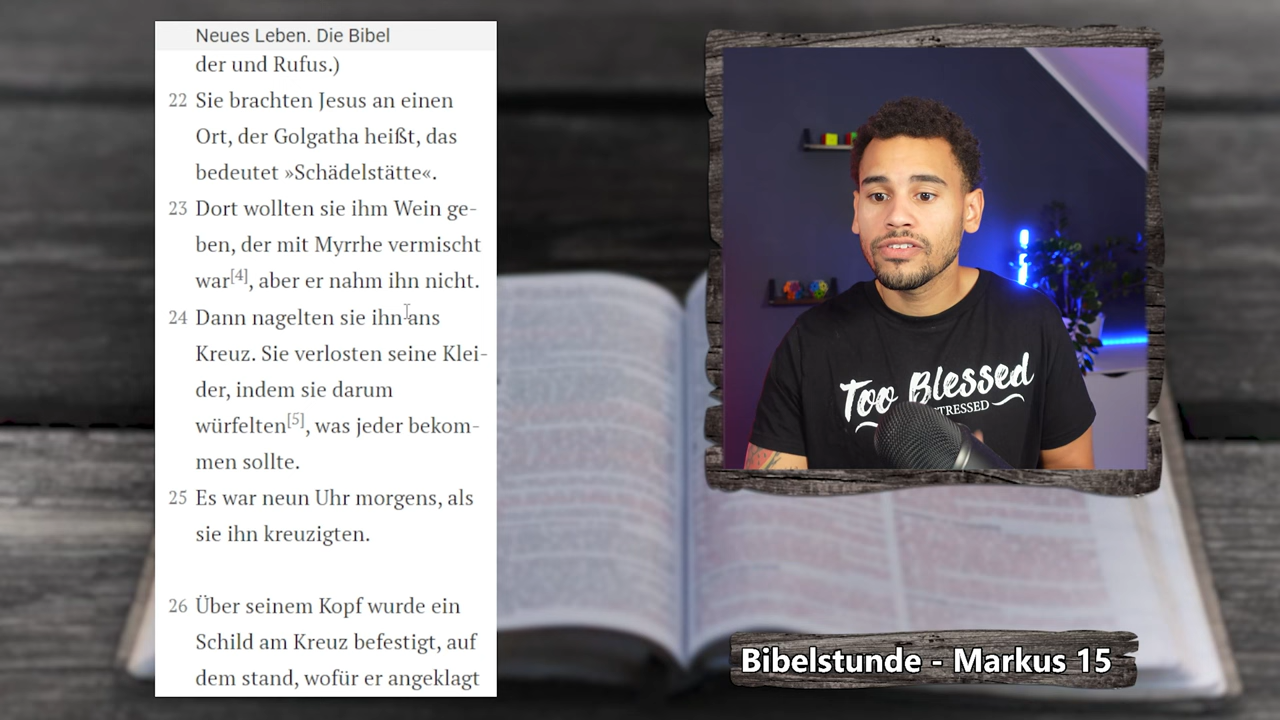 Neues Leben. Die Bibel
der und Rufus.)
22 Sie brachten Jesus an einen
Ort, der Golgatha heißt, das
bedeutet »Schädelstätte«.
23 Dort wollten sie ihm Wein ge-
ben, der mit Myrrhe vermischt
war[4], aber er nahm ihn nicht.
24 Dann nagelten sie ihn ans
Kreuz. Sie verlosten seine Klei-
der, indem sie darum
würfelten[5], was jeder bekom-
men sollte.
25 Es war neun Uhr morgens, als
sie ihn kreuzigten.
26 Über seinem Kopf wurde ein
Schild am Kreuz befestigt, auf
dem stand, wofür er angeklagt
Too Blessed
Bibelstunde - Markus 15